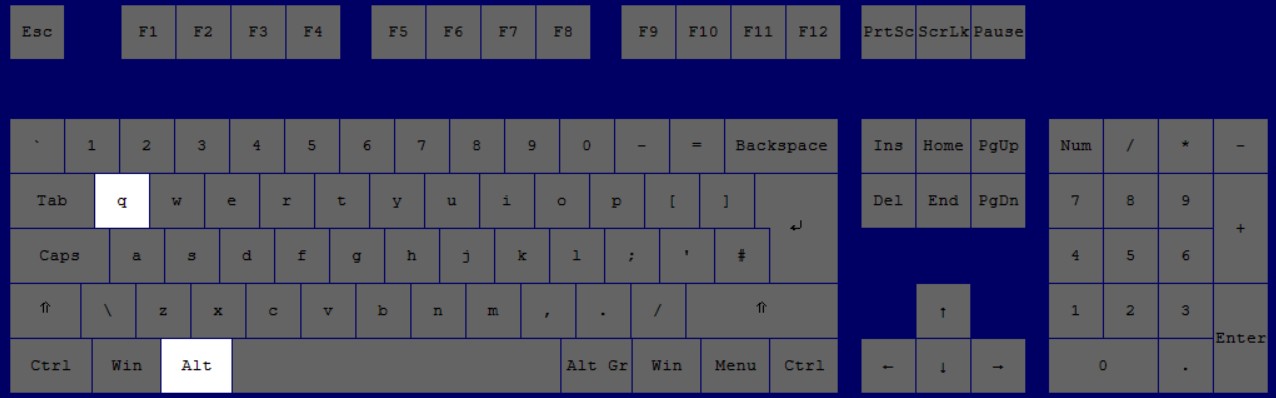 Esc F1 F2 F3 F4 F5 F6 F7 F8 F9 F10 F11 F12 PrtSc ScrLk Pause
` 1 2 3 4 5 6 7 8 9 0 - = Backspace Ins Home PgUp Num / * -
Tab q w e r t y u i o p [ ] Del End PgDn 7 8 9
↵ +
Caps a s d f g h j k l ; ' # 4 5 6
⇑ \ z x c v b n m , . / ⇑ ↑ 1 2 3
Enter
Ctrl Win Alt Alt Gr Win Menu Ctrl ← ↓ → 0 .